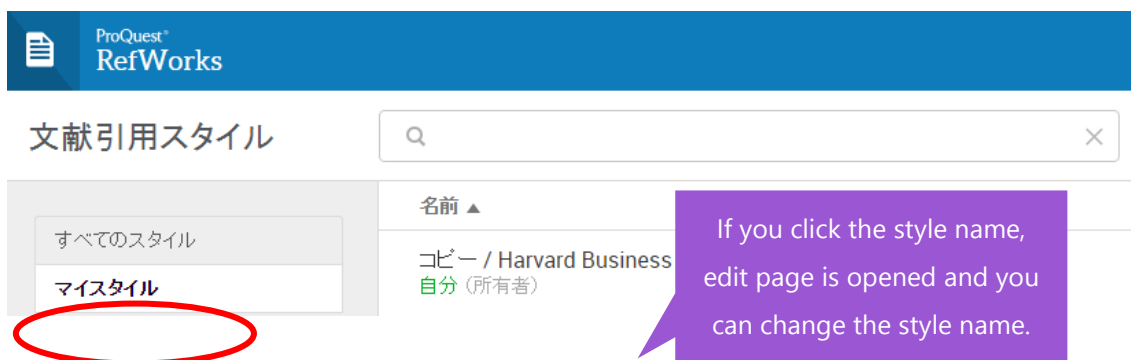 ProQuest®
RefWorks
文献引用スタイル
名前 ▲
すべてのスタイル
マイスタイル
コピー / Harvard Business
自分 (所有者)
If you click the style name,
edit page is opened and you
can change the style name.